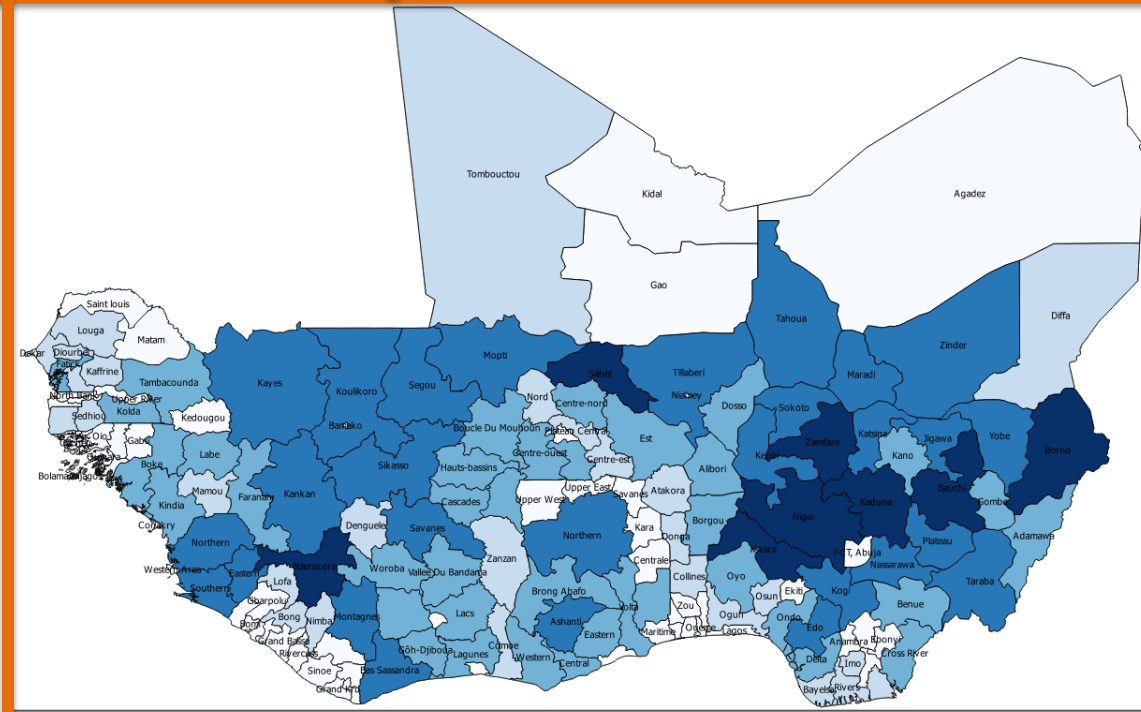 Tombouctou
Kidal
Agadez
Gao
Saint louis
Louga
Matam
Diffa
Tahoua
Dakar
Diourbel
Mopti
Zinder
Fatick
Kaffrine
Sahel
Tillaberi
Tambacounda
Kayes
Koulikoro
Segou
Maradi
North Bank
Upper River
Nord
Niamey
Centre-nord
Dosso
Sokoto
Sedhiou
Kolda
Kedougou
Bamako
Boucle Du Mouhoun
Plateau Central
Est
Zamfara
Katsina
Jigawa
Yobe
Oio
Gabu
Labe
Sikasso
Hauts-bassins
Centre-ouest
Centre-est
Alibori
Kebbi
Kano
Borno
Boke
Mamou
Faranah
Kankan
Cascades
Upper West
Upper East
Savanes
Atakora
Bauchi
Gombe
Kindia
Denguele
Savanes
Northern
Kara
Borgou
Niger
Kaduna
Conakry
Northern
Zanzan
Donga
Kwara
FCT, Abuja
Plateau
Adamawa
Western Area
Eastern
Nzerekore
Woroba
Vallee Du Bandama
Centrale
Nassarawa
Southern
Lofa
Collines
Oyo
Taraba
Gbarpolu
Brong Ahafo
Volta
Zou
Osun
Ekiti
Kogi
Benue
Bomi
Bong
Nimba
Montagnes
Lacs
Ashanti
Ogun
Ondo
Edo
Grand Bassa
Maritime
Oueme
Lagos
Rivercess
Gôh-Djiboua
Lagunes
Comoe
Western
Eastern
Central
Anambra
Ebonyi
Cross River
Sinoe
Bas Sassandra
Delta
Imo
Grand Kru
Bayelsa
Rivers